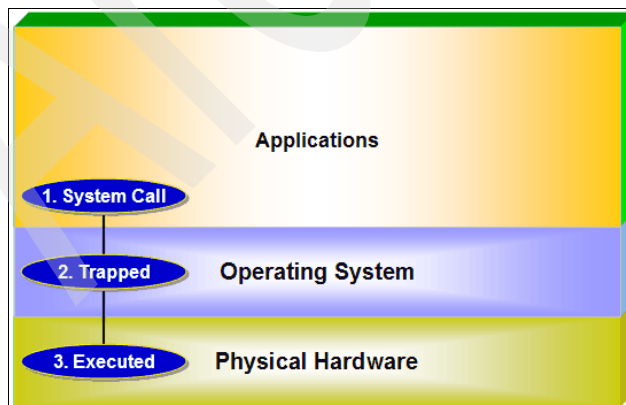 Applications
1. System Call
2. Trapped
Operating System
3. Executed
Physical Hardware